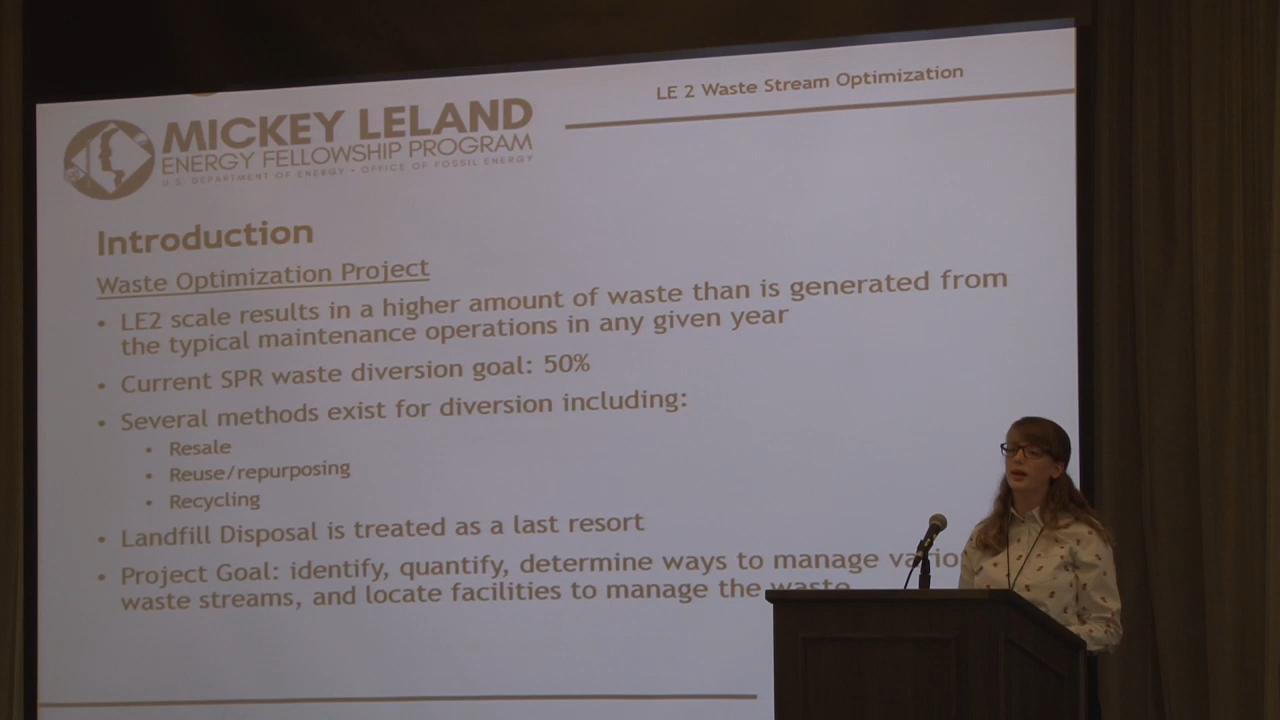 LE 2 Waste Stream Optimization
MICKEY LELAND
ENERGY FELLOWSHIP PROGRAM
U.S. DEPARTMENT OF ENERGY • OFFICE OF FOSSIL ENERGY
Introduction
Waste Optimization Project
• LE2 scale results in a higher amount of waste than is generated from
the typical maintenance operations in any given year
• Current SPR waste diversion goal: 50%
• Several methods exist for diversion including:
• Resale
• Reuse/repurposing
• Recycling
• Landfill Disposal is treated as a last resort
• Project Goal: identify, quantify, determine ways to manage
waste streams, and locate facilities to manage the waste